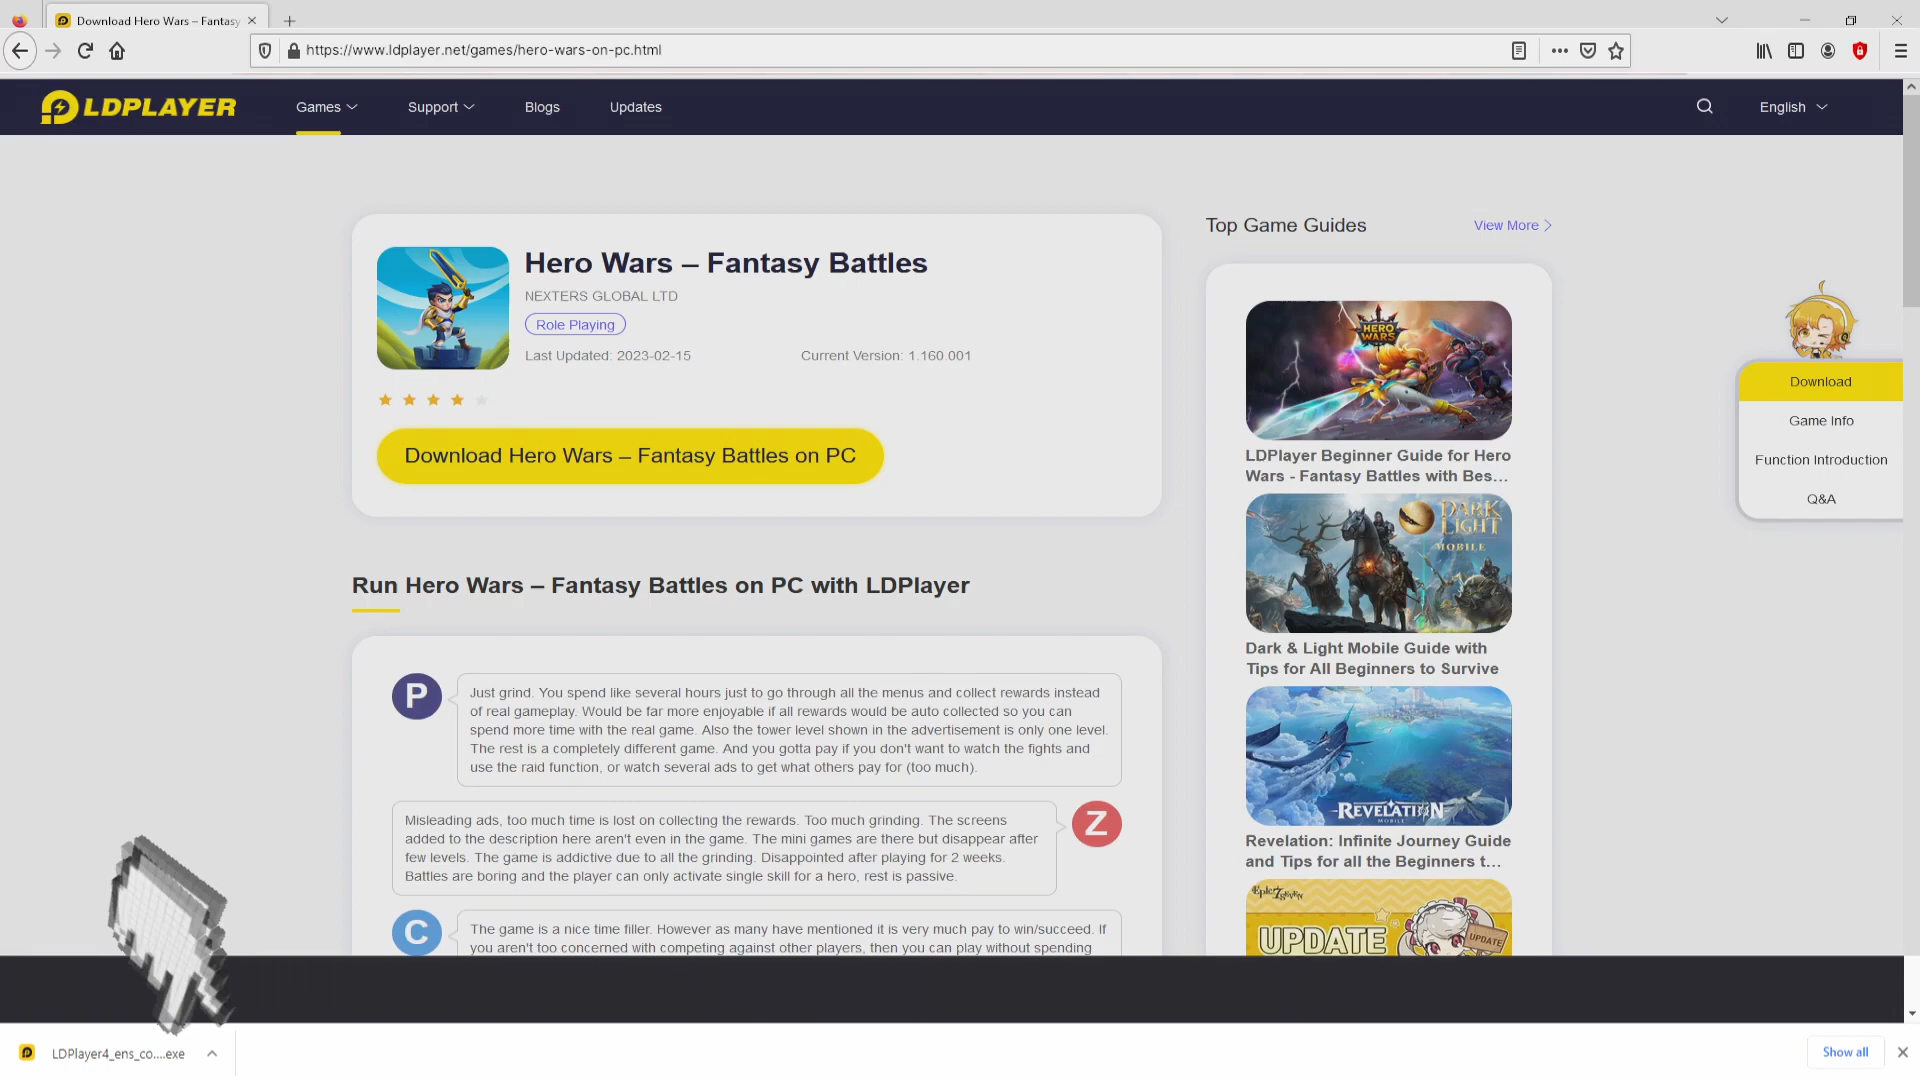 Download Hero Wars – Fantasy
https://www.ldplayer.net/games/hero-wars-on-pc.html
LDPLAYER
Games
Support
Blogs
Updates
English
Hero Wars – Fantasy Battles
NEXTERS GLOBAL LTD
Role Playing
Last Updated: 2023-02-15
Current Version: 1.160.001
Download Hero Wars – Fantasy Battles on PC
Run Hero Wars – Fantasy Battles on PC with LDPlayer
P
Just grind. You spend like several hours just to go through all the menus and collect rewards instead
of real gameplay. Would be far more enjoyable if all rewards would be auto collected so you can
spend more time with the real game. Also the tower level shown in the advertisement is only one level.
The rest is a completely different game. And you gotta pay if you don't want to watch the fights and
use the raid function, or watch several ads to get what others pay for (too much).
Misleading ads, too much time is lost on collecting the rewards. Too much grinding. The screens
added to the description here aren't even in the game. The mini games are there but disappear after
few levels. The game is addictive due to all the grinding. Disappointed after playing for 2 weeks.
Battles are boring and the player can only activate single skill for a hero, rest is passive.
Z
C
The game is a nice time filler. However as many have mentioned it is very much pay to win/succeed. If
you aren't too concerned with competing against other players, then you can play without spending
Top Game Guides
View More
HERO
WARS
LDPlayer Beginner Guide for Hero
Wars - Fantasy Battles with Bes...
DARK
LIGHT
MOBILE
Dark & Light Mobile Guide with
Tips for All Beginners to Survive
REVELATION
MOBILE
Revelation: Infinite Journey Guide
and Tips for all the Beginners t...
Epic7Seven
UPDATE
UPDATE
Download
Game Info
Function Introduction
Q&A
LDPlayer4_ens_co....exe
Show all